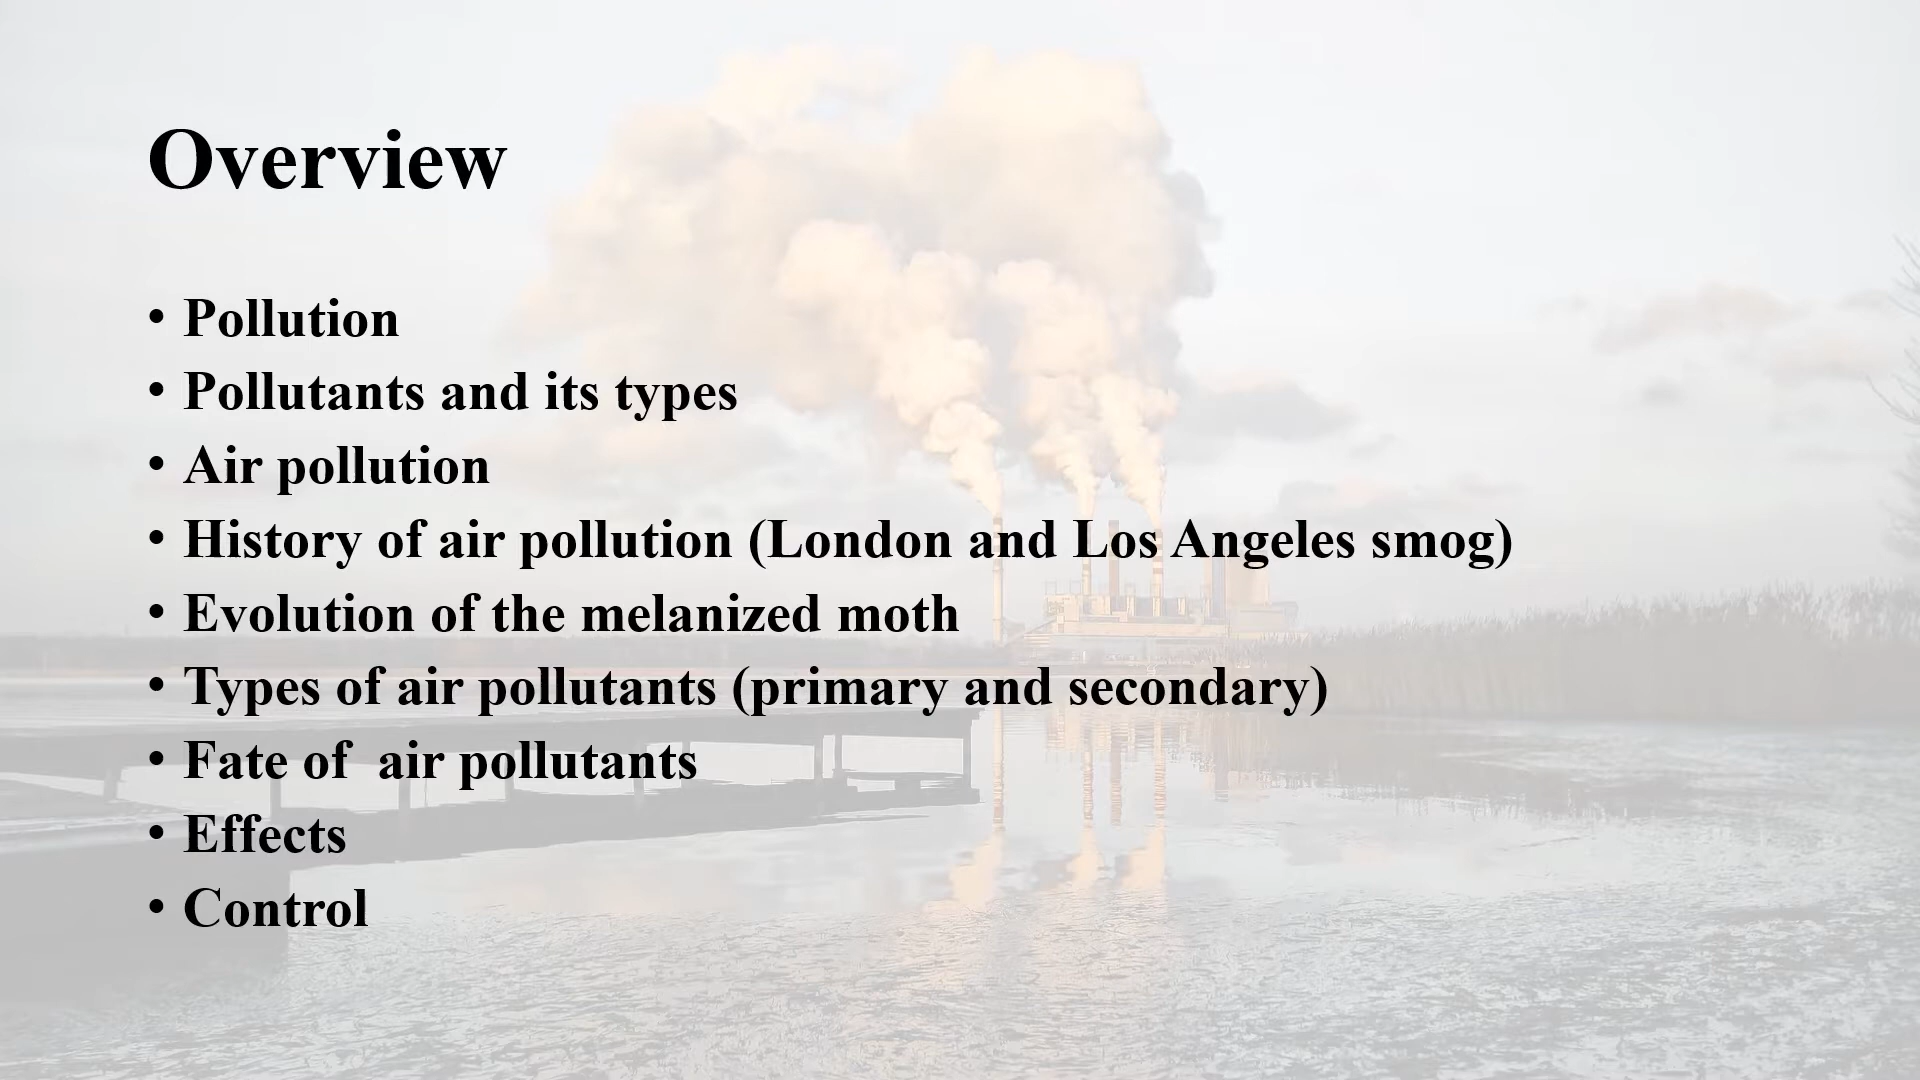 Overview
• Pollution
• Pollutants and its types
• Air pollution
• History of air pollution (London and Los Angeles smog)
• Evolution of the melanized moth
• Types of air pollutants (primary and secondary)
• Fate of  air pollutants
• Effects
• Control